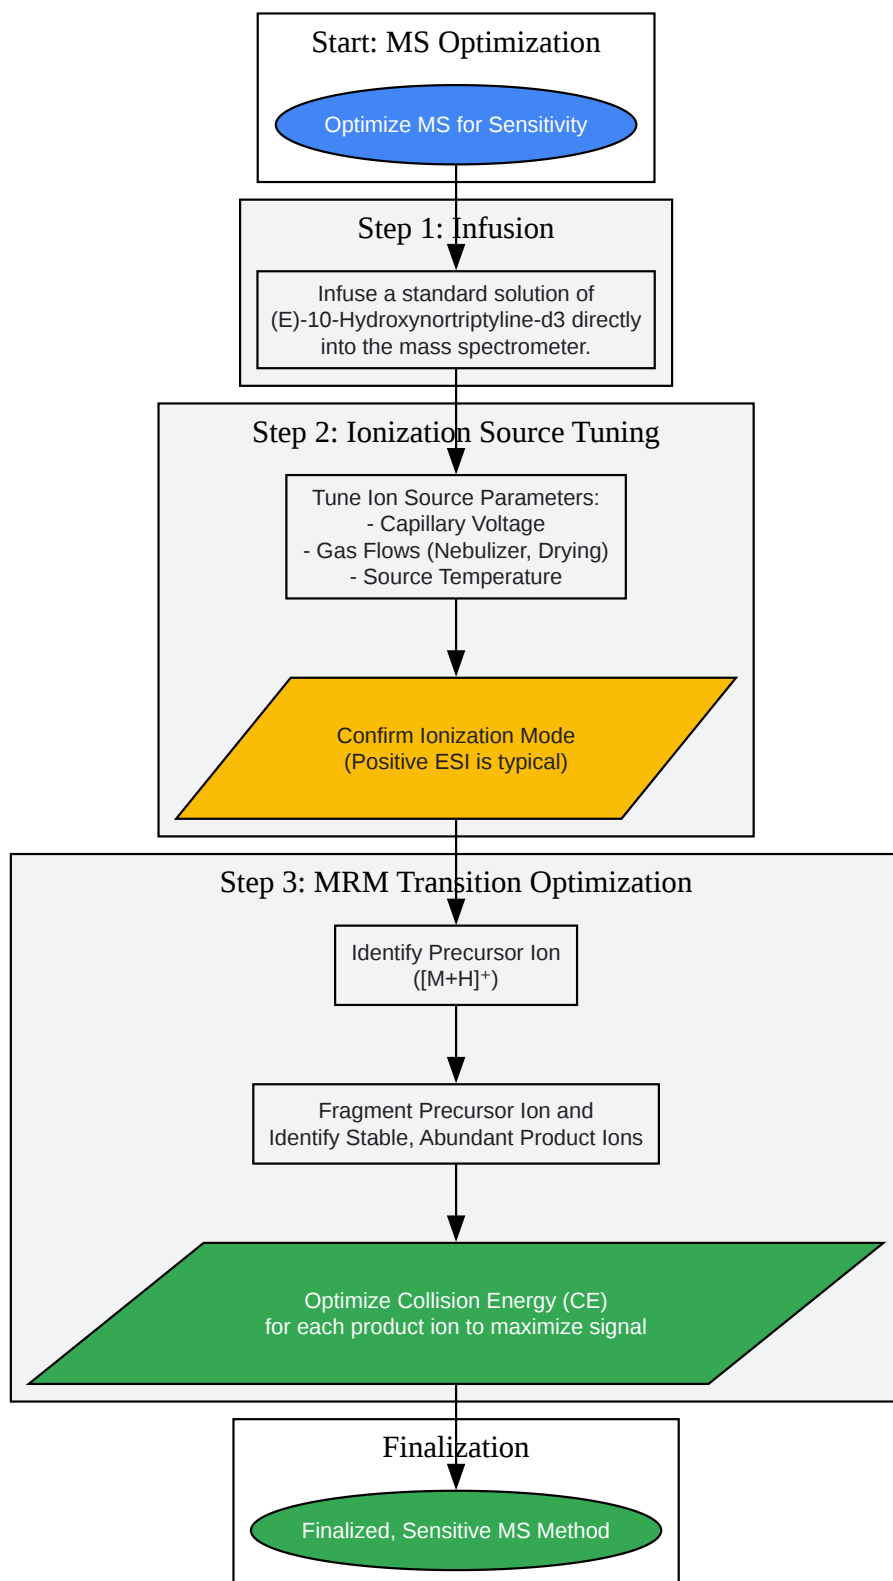 Start: MS Optimization
Optimize MS for Sensitivity
Step 1: Infusion
Infuse a standard solution of
(E)-10-Hydroxynortriptyline-d3 directly
into the mass spectrometer.
Step 2: Ionization Source Tuning
Tune Ion Source Parameters:
- Capillary Voltage
- Gas Flows (Nebulizer, Drying)
- Source Temperature
Confirm Ionization Mode
(Positive ESI is typical)
Step 3: MRM Transition Optimization
Identify Precursor Ion
([M+H]⁺)
Fragment Precursor Ion and
Identify Stable, Abundant Product Ions
Optimize Collision Energy (CE)
for each product ion to maximize signal
Finalization
Finalized, Sensitive MS Method